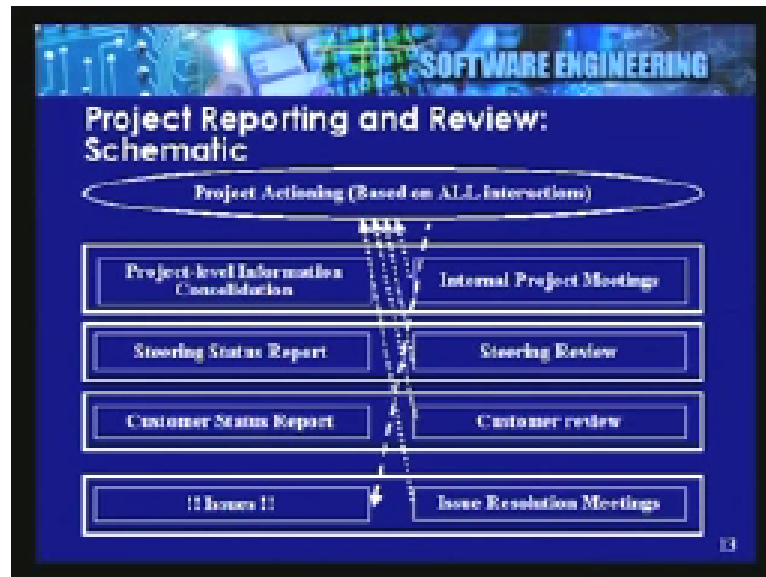 SOFTWARE ENGINEERING
Project Reporting and Review:
Schematic
Project Actioning (Based on ALL interactions)
Project-level Information
Consolidation
Internal Project Meetings
Steering Status Report
Steering Review
Customer Status Report
Customer review
!! Issues !!
Issue Resolution Meetings
13